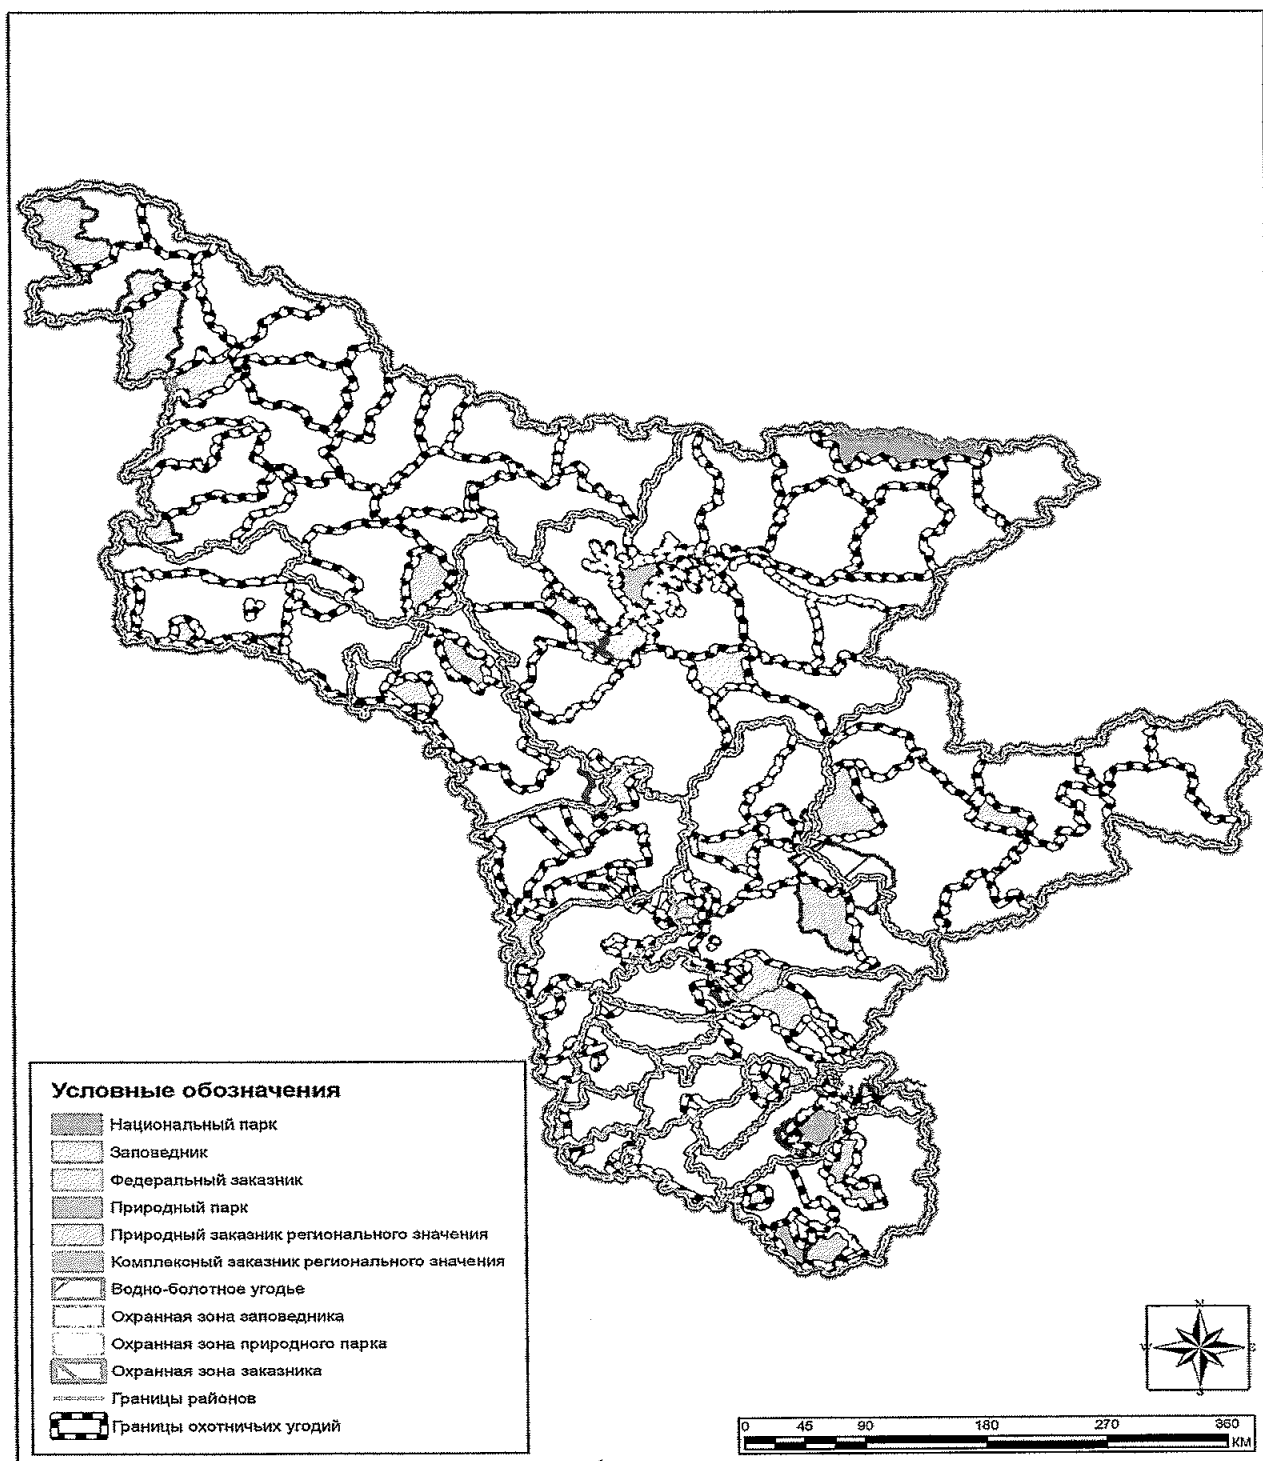 Условные обозначения
Национальный парк
Заповедник
Федеральный заказник
Природный парк
Природный заказник регионального значения
Комплексный заказник регионального значения
Водно-болотное угодье
Охранная зона заповедника
Охранная зона природного парка
Охранная зона заказника
Границы районов
Границы охотничьих угодий
N
W E
S
0 45 90 180 270 360
КМ